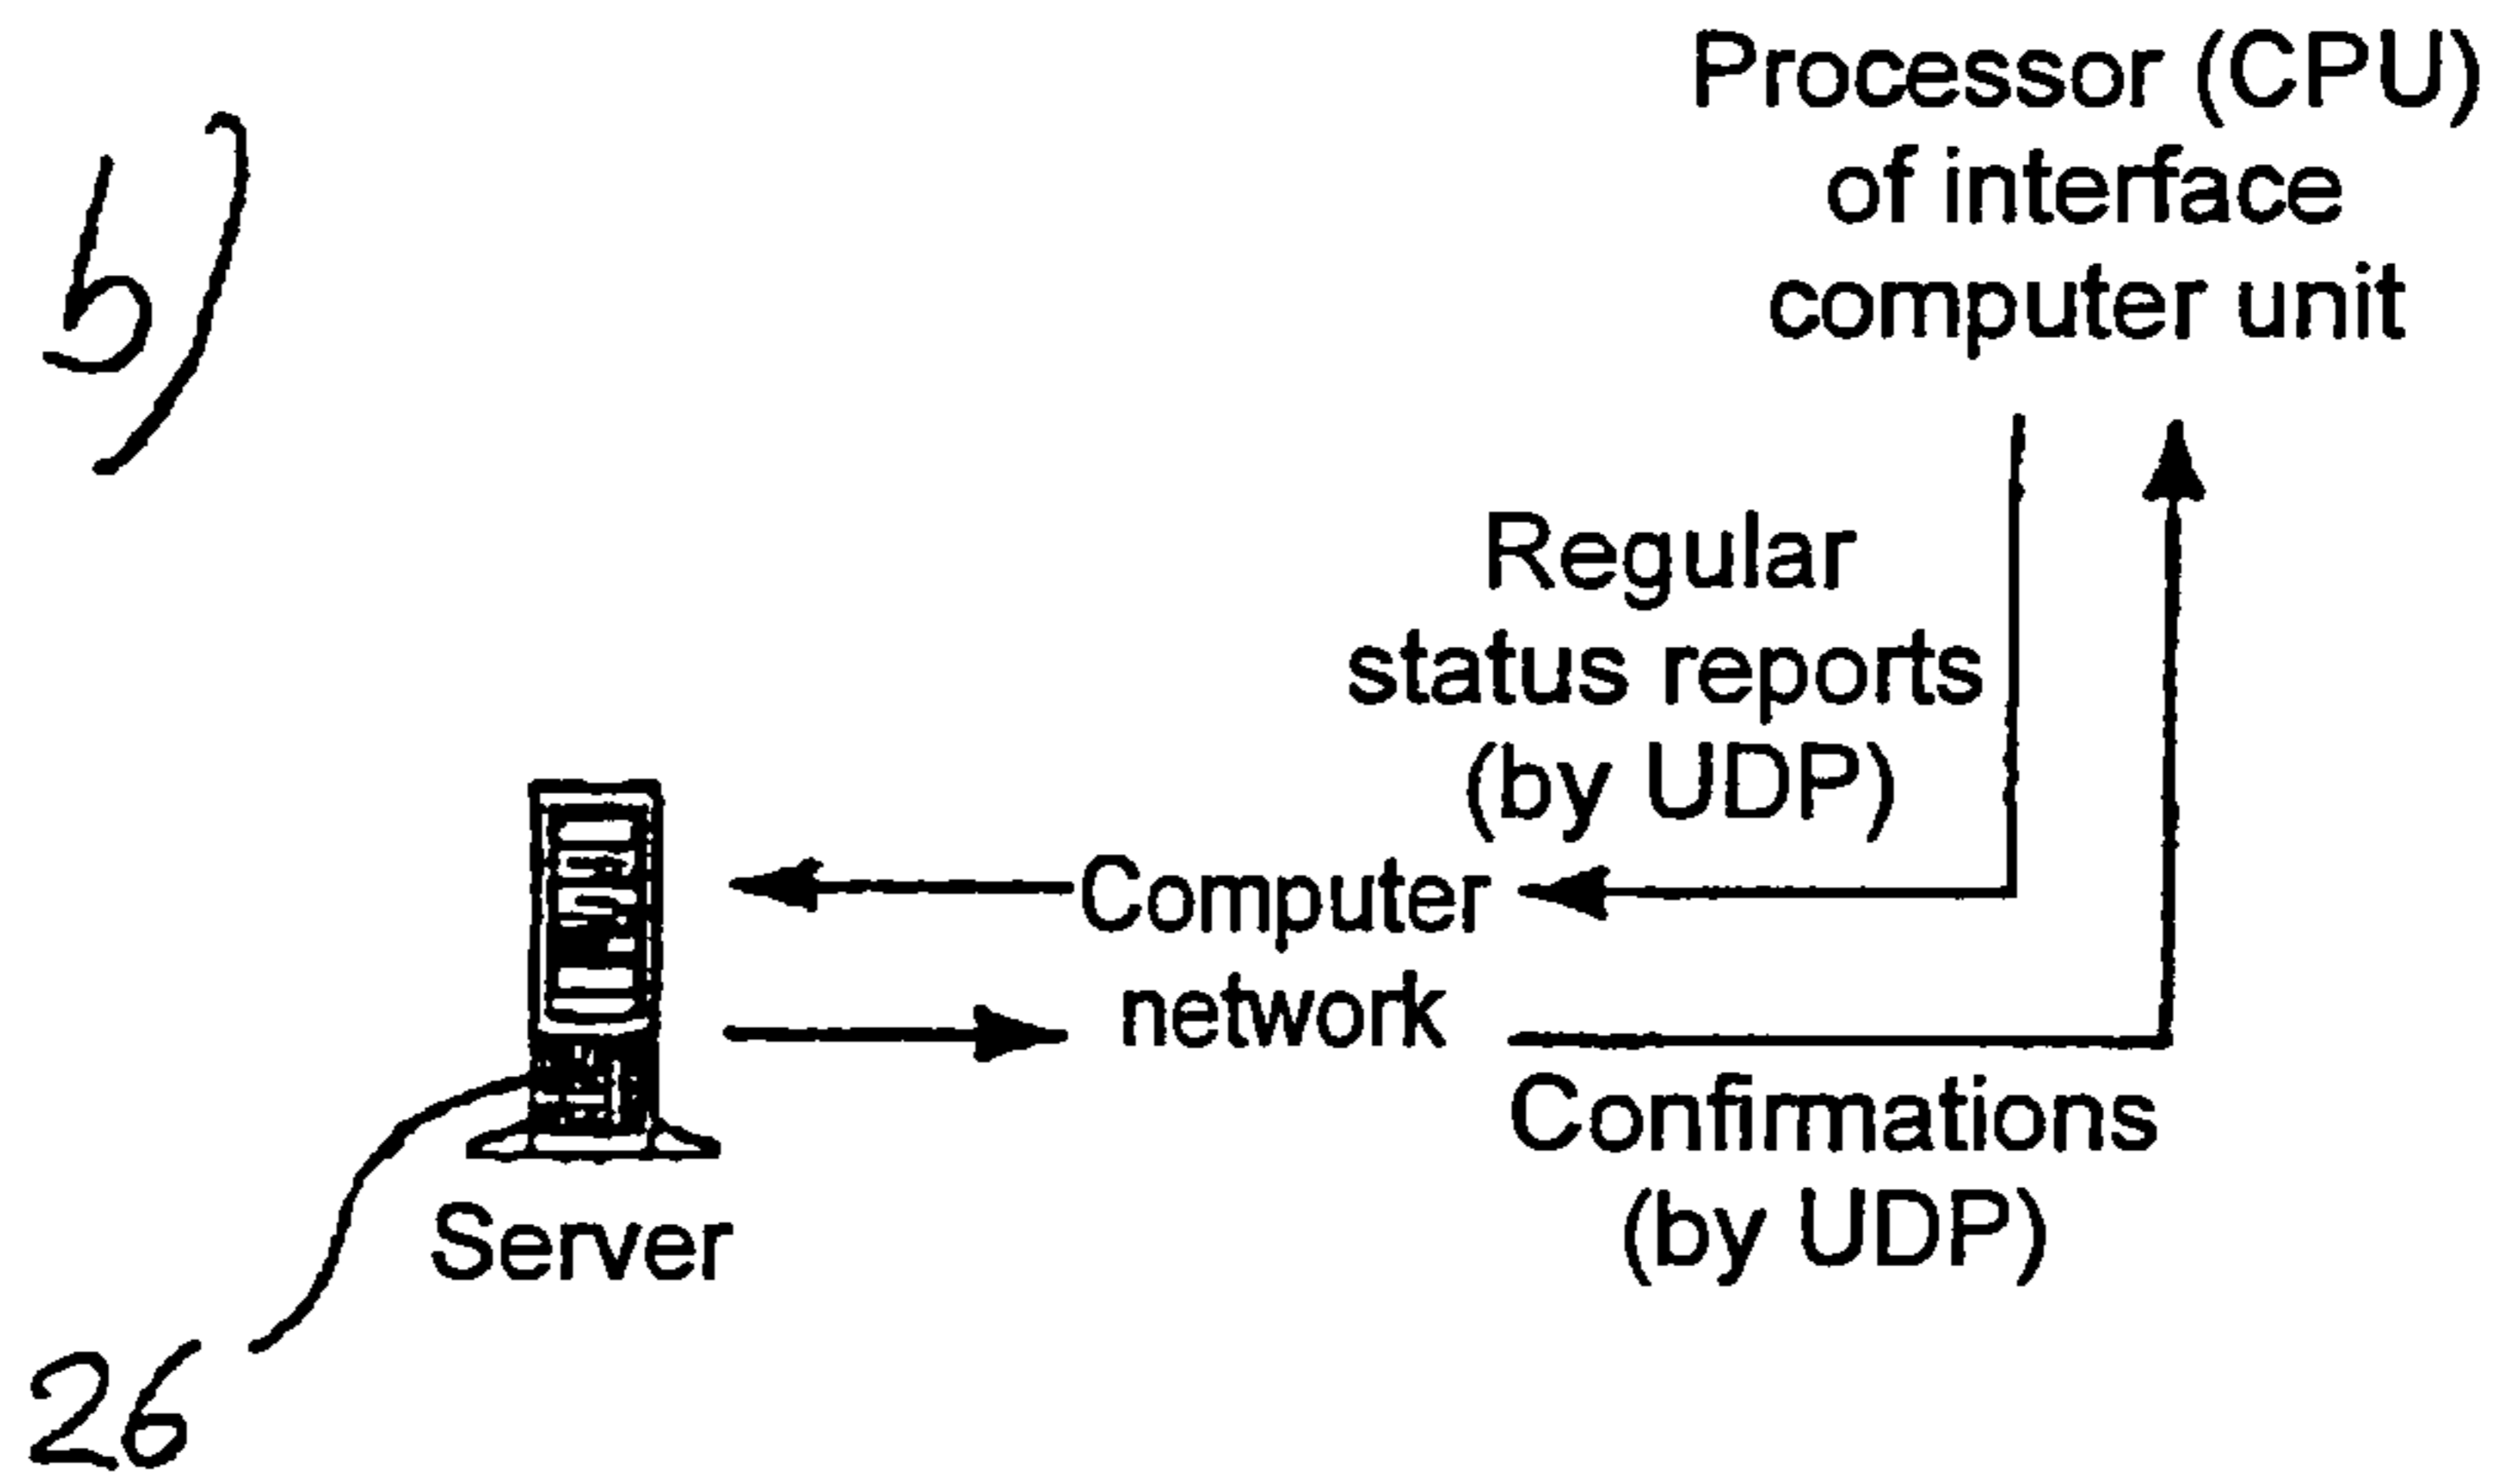 b)
Processor (CPU)
of interface
computer unit
Regular
status reports
(by UDP)
Computer
network
Confirmations
(by UDP)
Server
26